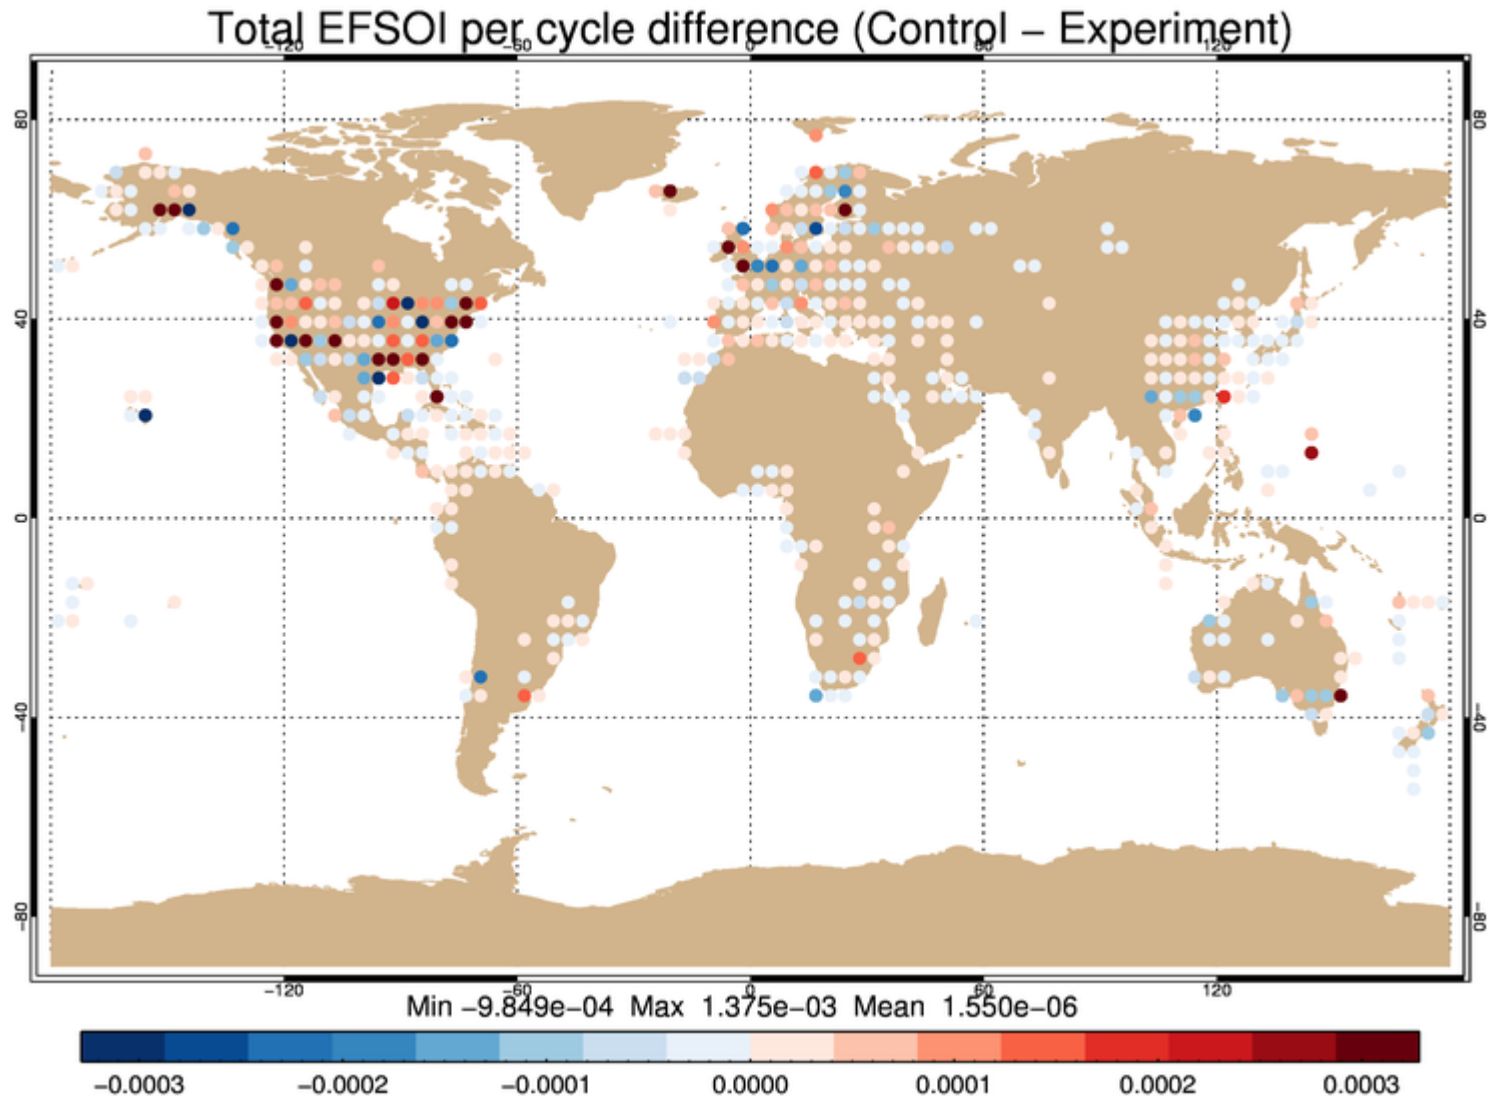 Total EFSOI per cycle difference (Control − Experiment)
−120 −60 0 60 120
80 80
40 40
0 0
−40 −40
−80 −80
−120 −60 0 60 120
Min −9.849e−04 Max 1.375e−03 Mean 1.550e−06
−0.0003 −0.0002 −0.0001 0.0000 0.0001 0.0002 0.0003